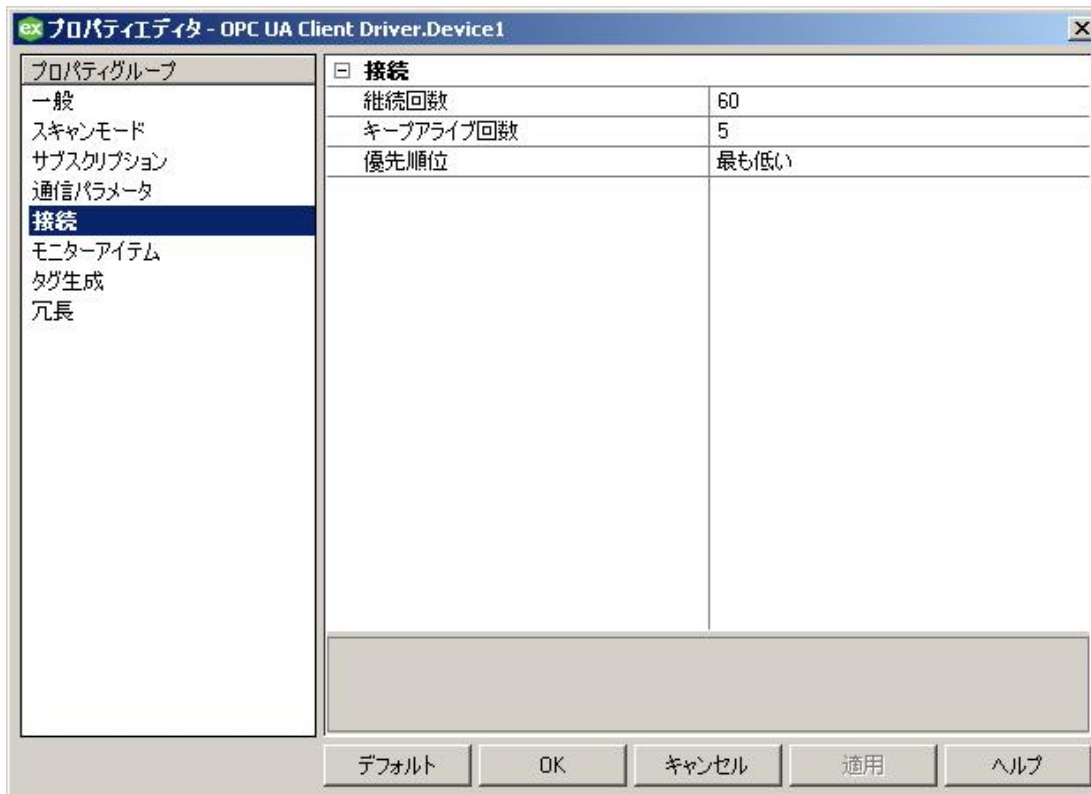 ex プロパティエディタ - OPC UA Client Driver.Device1
プロパティグループ
一般
スキャンモード
サブスクリプション
通信パラメータ
接続
モニターアイテム
タグ生成
冗長
接続
継続回数 60
キープアライブ回数 5
優先順位 最も低い
デフォルト OK キャンセル 適用 ヘルプ